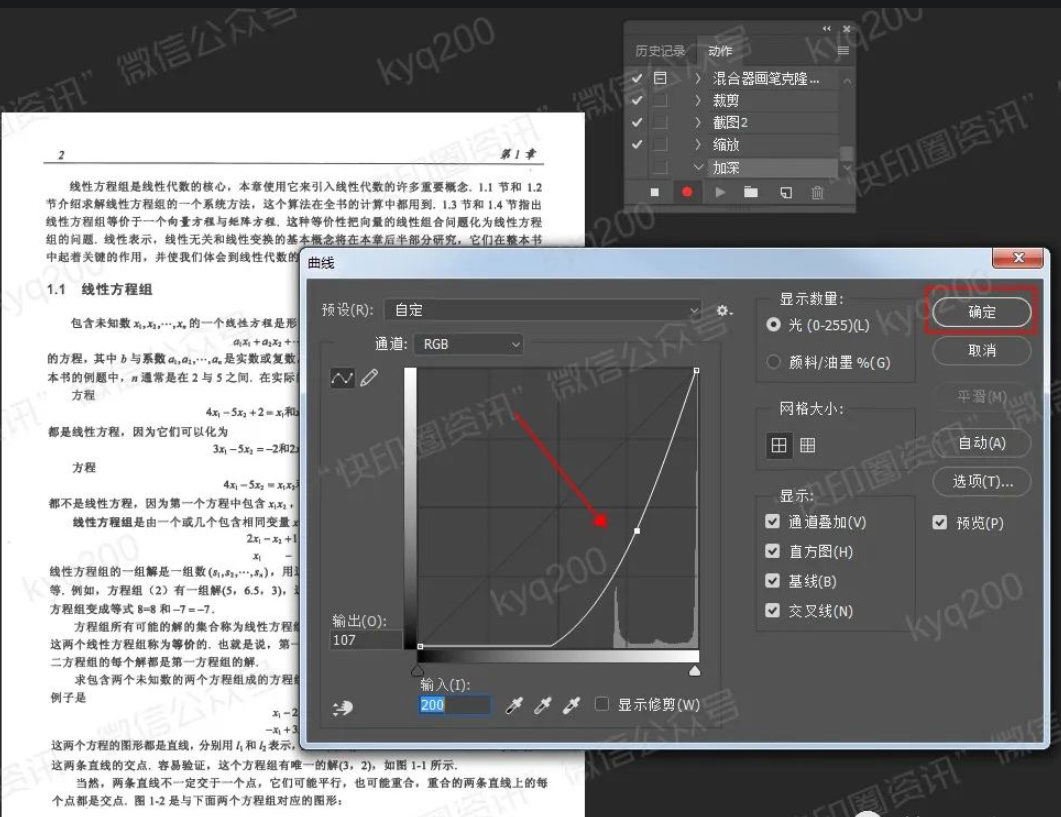 历史记录 动作
混合器画笔克隆...
裁剪
截图2
缩放
加深
2 第1章
线性方程组是线性代数的核心，本章使用它来引入线性代数的许多重要概念. 1.1 节和 1.2
节介绍求解线性方程组的一个系统方法，这个算法在全书的计算中都用到. 1.3 节和 1.4 节指出
线性方程组等价于一个向量方程与矩阵方程. 这种等价性把向量的线性组合问题化为线性方程
组的问题. 线性表示，线性无关和线性变换的基本概念将在本章后半部分研究，它们在整本书
中起着关键的作用，并使我们体会到线性代数的
1.1 线性方程组
包含未知数 x₁,x₂,⋯,xₙ 的一个线性方程是形
a₁x₁+a₂x₂+⋯
的方程，其中 b 与系数 a₁,a₂,⋯,aₙ 是实数或复数
本书的例题中，n 通常是在 2 与 5 之间. 在实际
方程
4x₁−5x₂+2=x₁和
都是线性方程，因为它们可以化为
3x₁−5x₂=−2和2
方程
4x₁−5x₂=x₁x₂
都不是线性方程，因为第一个方程中包含 x₁x₂，
线性方程组是由一个或几个包含相同变量
2x₁−x₂+1
x₁ −
线性方程组的一组解是一组数(s₁,s₂,⋯,sₙ)，用
等. 例如，方程组（2）有一组解(5，6.5，3)，
方程组变成等式 8=8 和 −7=−7.
方程组所有可能的解的集合称为线性方程组
这两个线性方程组称为等价的. 也就是说，第一
二方程组的每个解都是第一方程组的解.
求包含两个未知数的两个方程组成的方程组
例子是
x₁−2
−x₁+3
这两个方程的图形都是直线，分别用 l₁ 和 l₂ 表示，
这两条直线的交点. 容易验证，这个方程组有唯一的解(3，2)，如图 1-1 所示.
当然，两条直线不一定交于一个点，它们可能平行，也可能重合，重合的两条直线上的每
个点都是交点. 图 1-2 是与下面两个方程组对应的图形：
曲线
预设(R): 自定
通道: RGB
输出(O):
107
输入(I):
200
显示修剪(W)
显示数量:
光 (0-255)(L)
颜料/油墨 %(G)
网格大小:
显示:
通道叠加(V)
直方图(H)
基线(B)
交叉线(N)
确定
取消
平滑(M)
自动(A)
选项(T)...
预览(P)
“快印圈资讯”微信公众号 kyq200